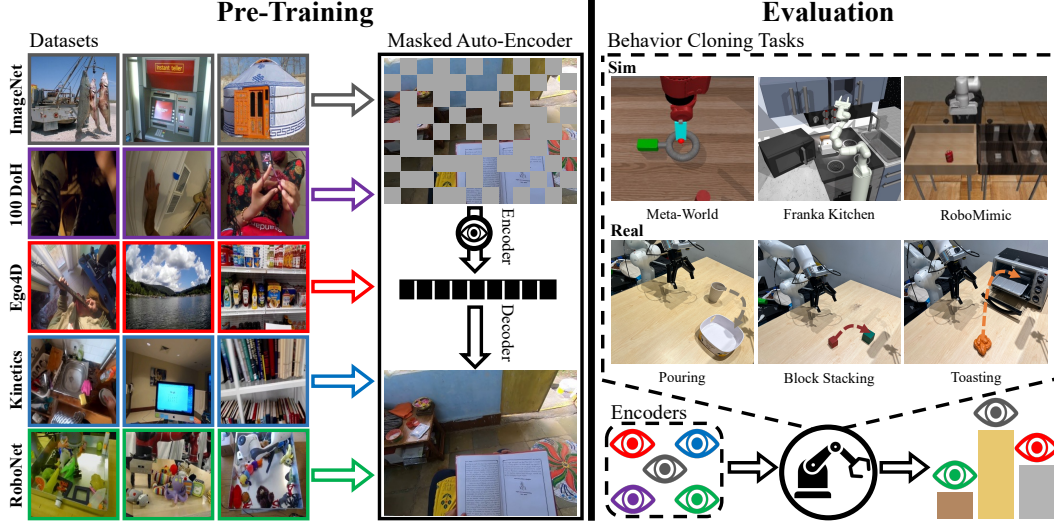 Pre-Training
Datasets
ImageNet
100 DoH
Ego4D
Kinetics
RoboNet
Masked Auto-Encoder
Encoder
Decoder
Evaluation
Behavior Cloning Tasks
Sim
Meta-World
Franka Kitchen
RoboMimic
Real
Pouring
Block Stacking
Toasting
Encoders